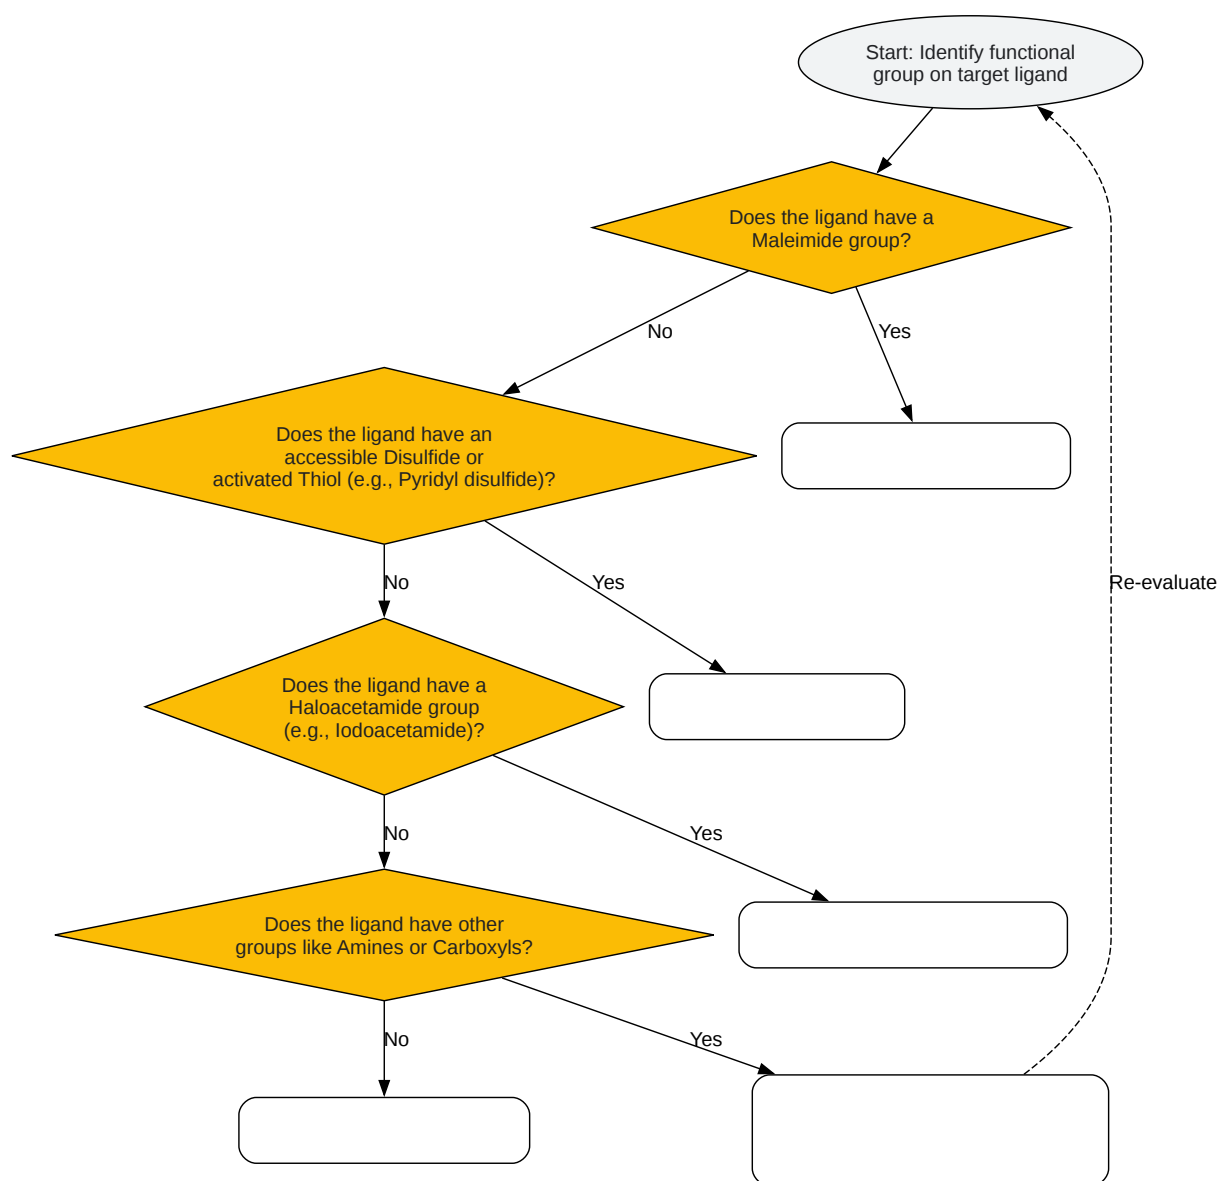 Start: Identify functional
group on target ligand
Does the ligand have a
Maleimide group?
No
Yes
Does the ligand have an
accessible Disulfide or
activated Thiol (e.g., Pyridyl disulfide)?
No
Yes
Re-evaluate
Does the ligand have a
Haloacetamide group
(e.g., Iodoacetamide)?
No
Yes
Does the ligand have other
groups like Amines or Carboxyls?
No
Yes